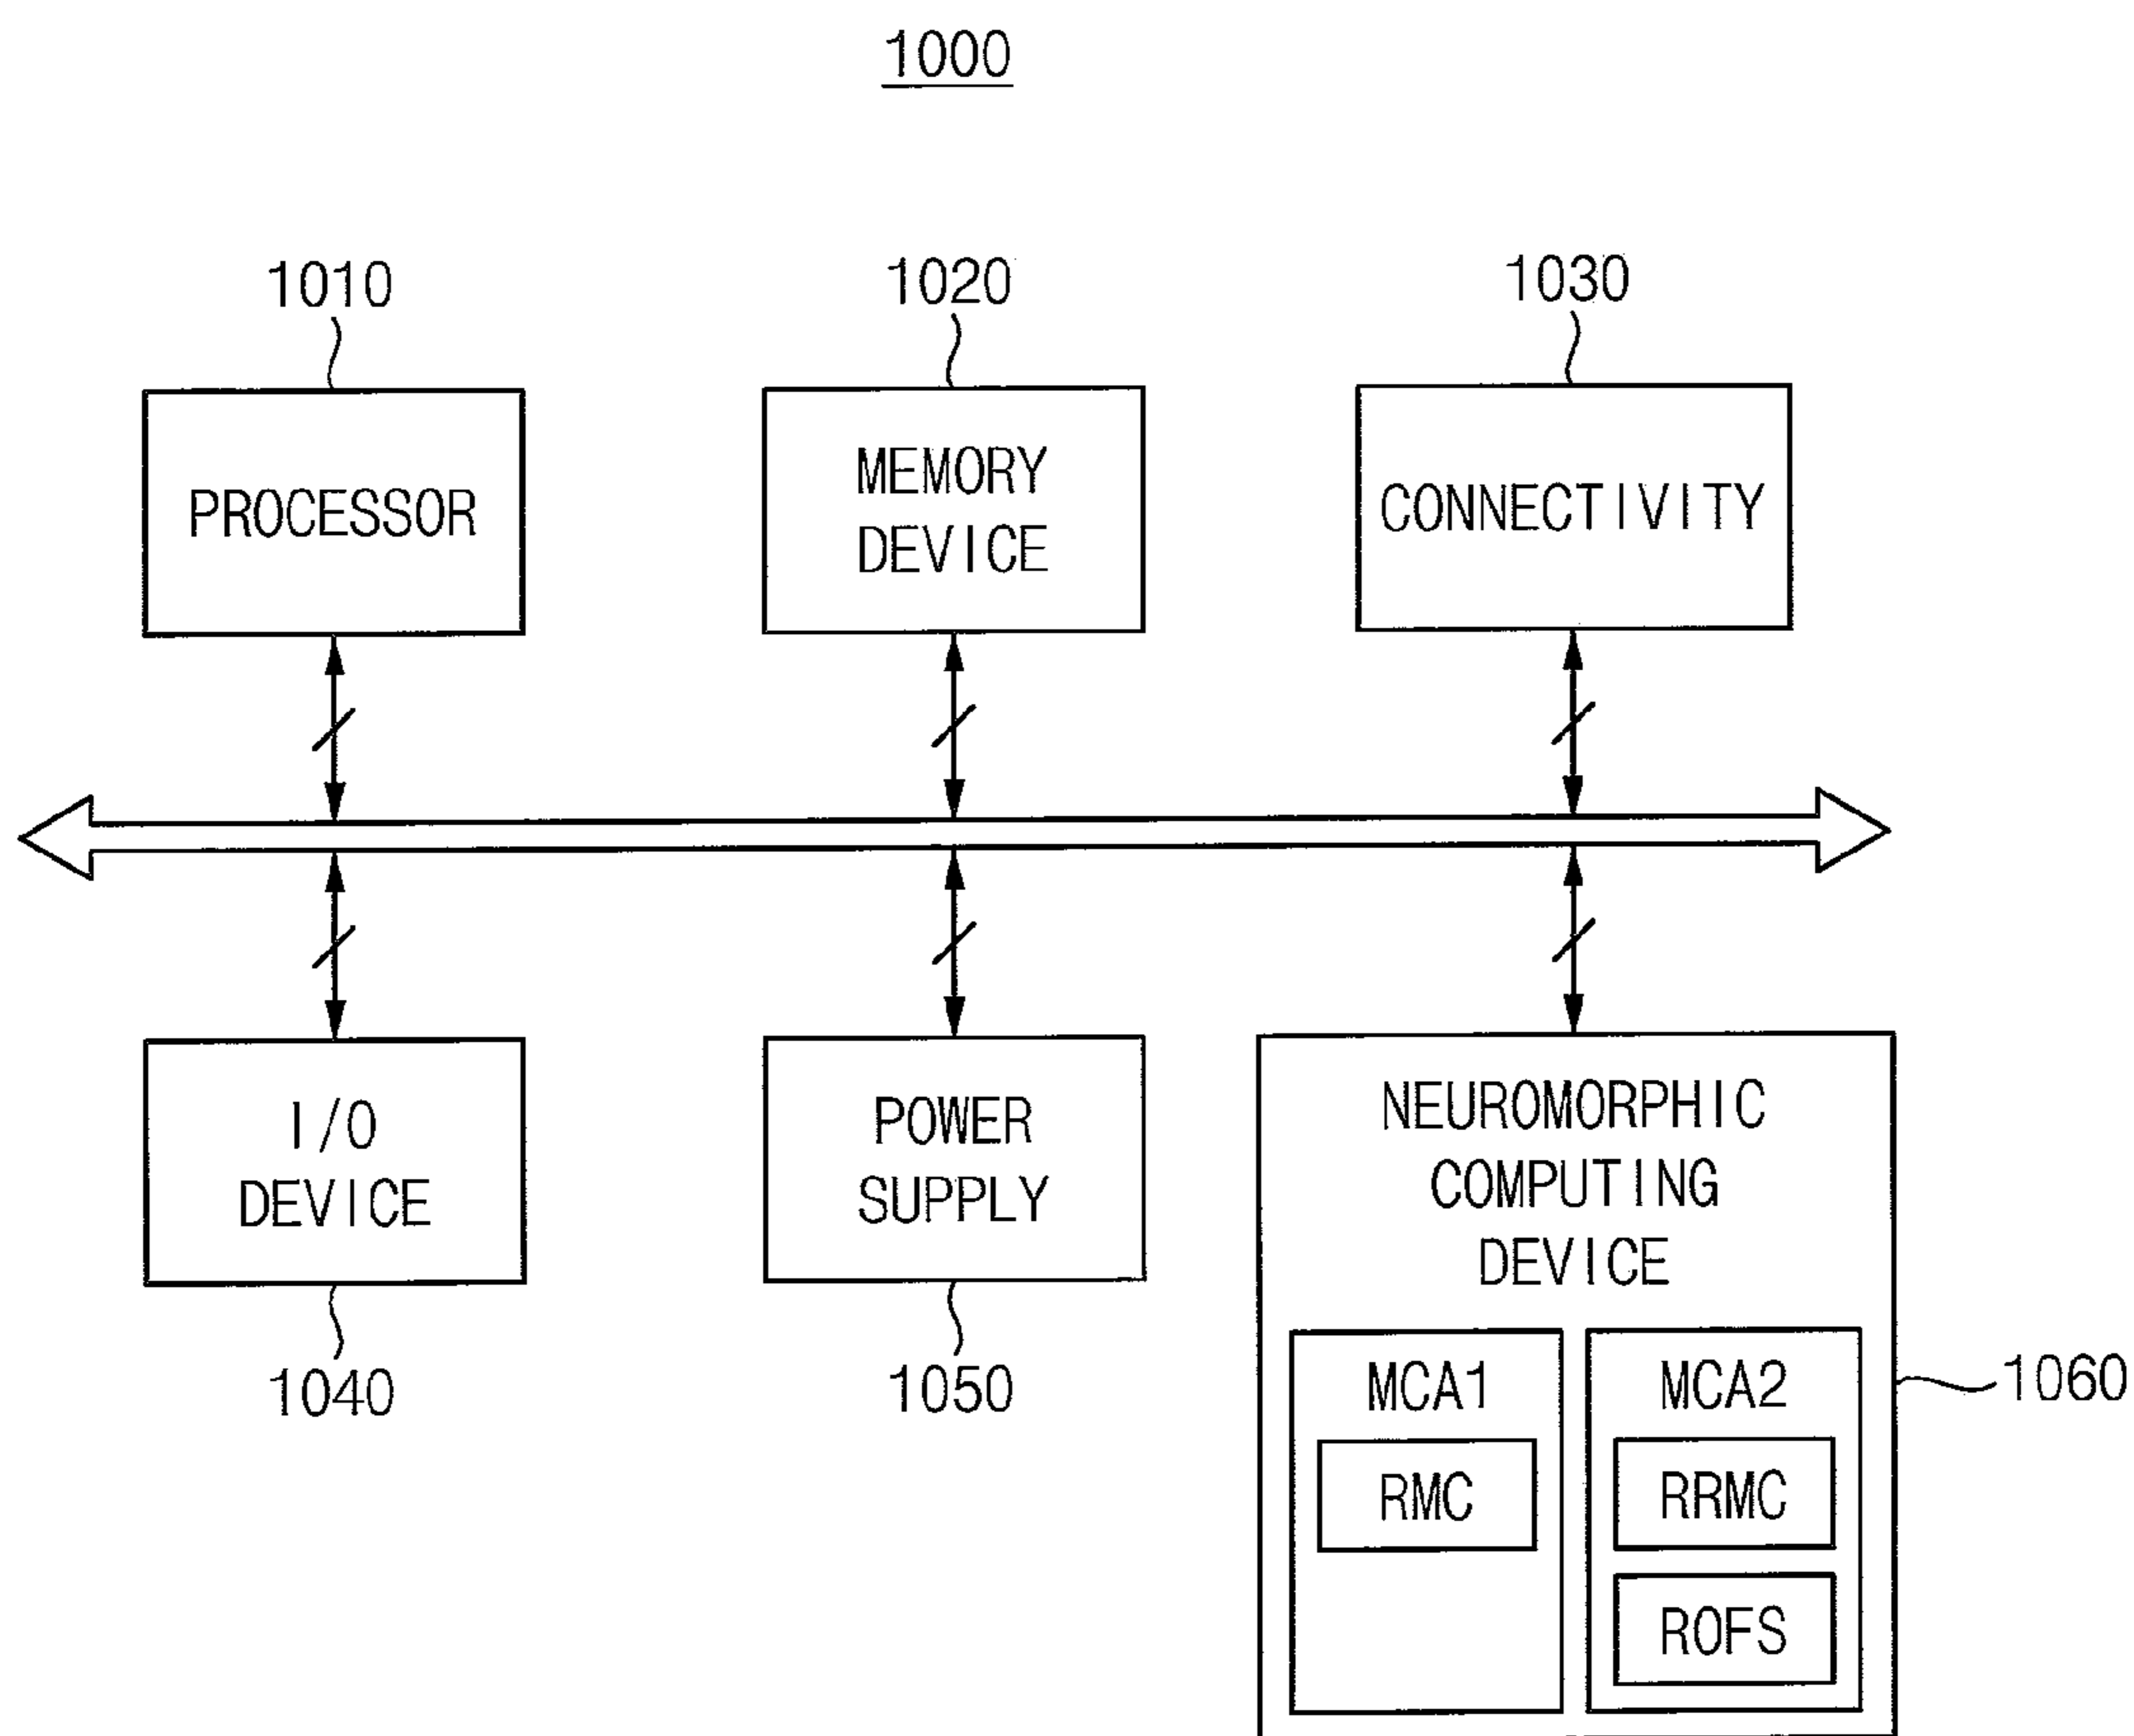 1000
1010
1020
1030
PROCESSOR
MEMORY
DEVICE
CONNECTIVITY
I/O
DEVICE
POWER
SUPPLY
NEUROMORPHIC
COMPUTING
DEVICE
MCA1
RMC
MCA2
RRMC
ROFS
1040
1050
1060